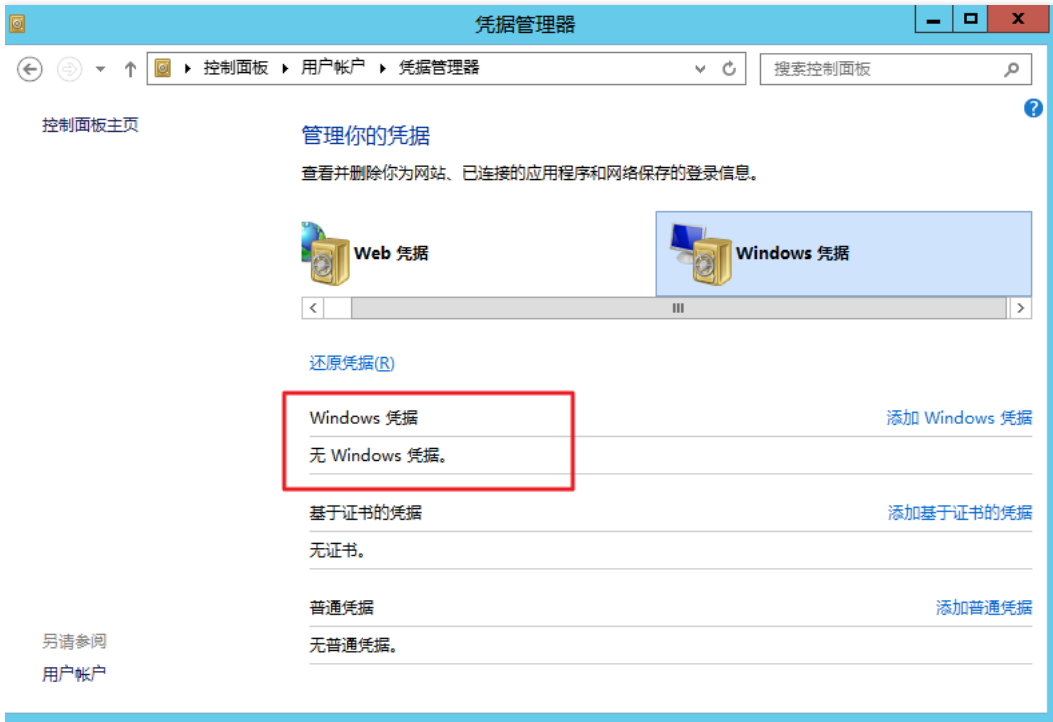 凭据管理器
控制面板 用户帐户 凭据管理器
搜索控制面板
控制面板主页
管理你的凭据
查看并删除你为网站、已连接的应用程序和网络保存的登录信息。
Web 凭据
Windows 凭据
还原凭据(R)
Windows 凭据
添加 Windows 凭据
无 Windows 凭据。
基于证书的凭据
添加基于证书的凭据
无证书。
普通凭据
添加普通凭据
无普通凭据。
另请参阅
用户帐户